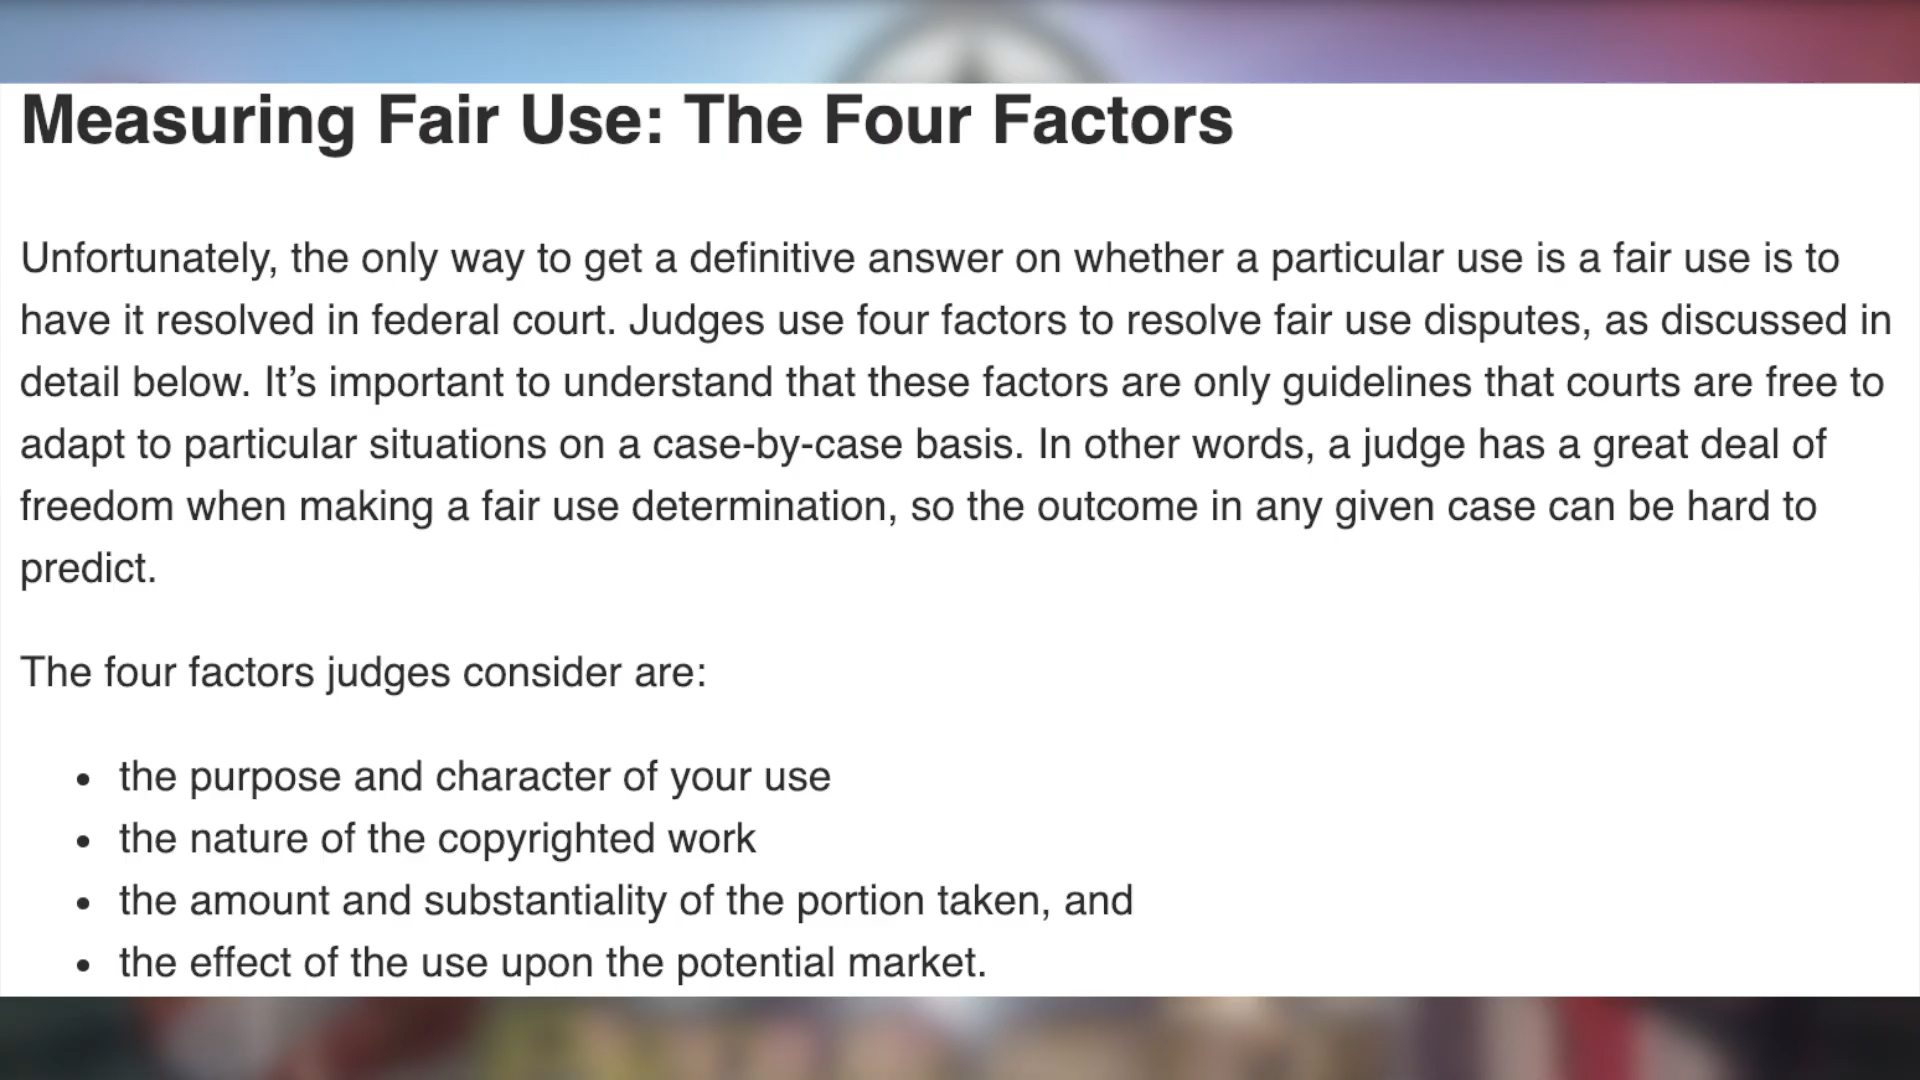 Measuring Fair Use: The Four Factors
Unfortunately, the only way to get a definitive answer on whether a particular use is a fair use is to
have it resolved in federal court. Judges use four factors to resolve fair use disputes, as discussed in
detail below. It’s important to understand that these factors are only guidelines that courts are free to
adapt to particular situations on a case-by-case basis. In other words, a judge has a great deal of
freedom when making a fair use determination, so the outcome in any given case can be hard to
predict.
The four factors judges consider are:
• the purpose and character of your use
• the nature of the copyrighted work
• the amount and substantiality of the portion taken, and
• the effect of the use upon the potential market.